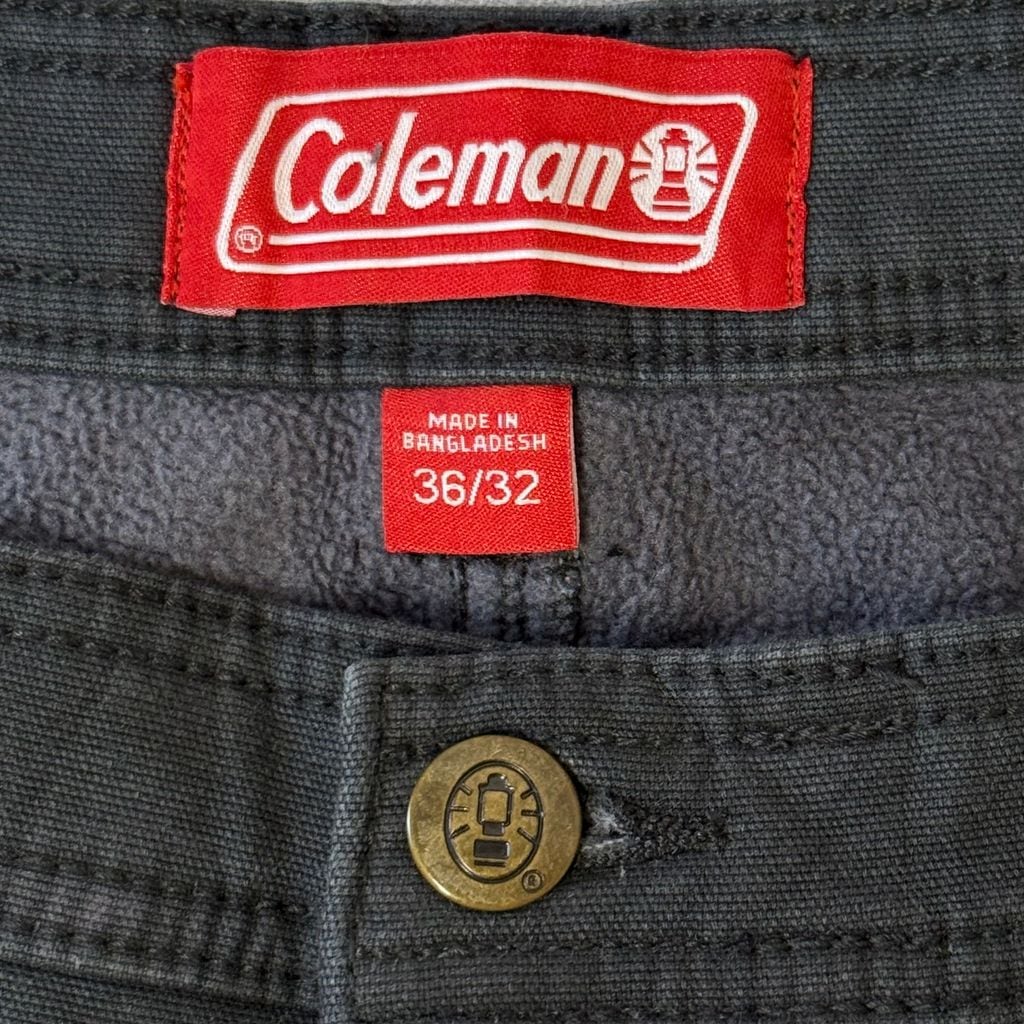 Coleman
®
MADE IN
BANGLADESH
36/32
®